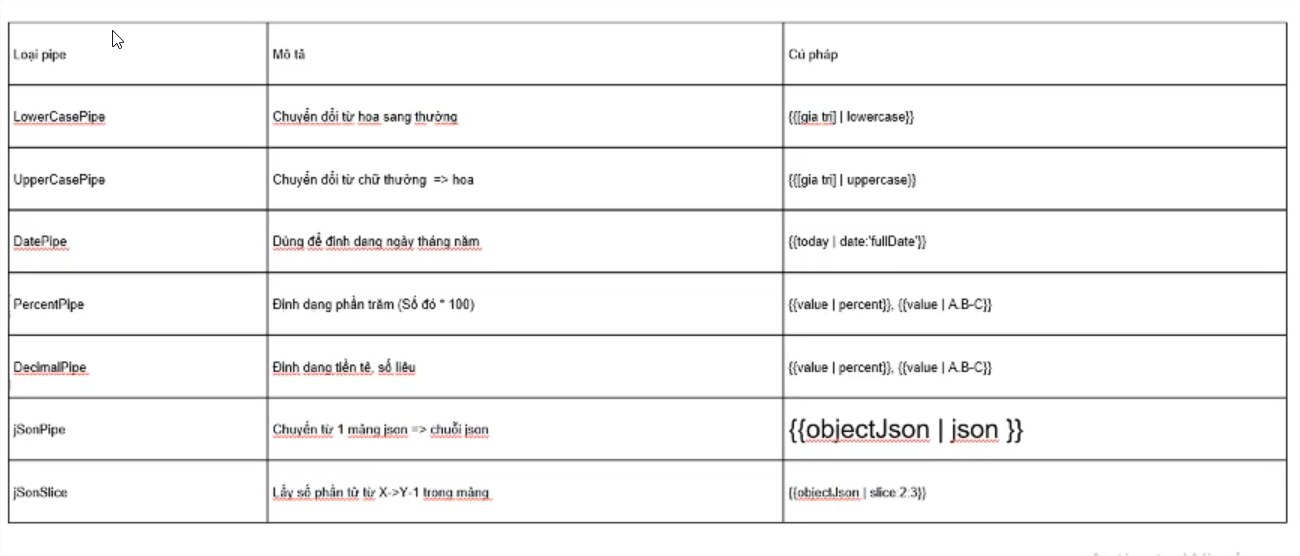 Loại pipe
Mô tả
Cú pháp
LowerCasePipe
Chuyển đổi từ hoa sang thường
{{[gia trị] | lowercase}}
UpperCasePipe
Chuyển đổi từ chữ thường => hoa
{{[gia trị] | uppercase}}
DatePipe
Dùng để định dạng ngày tháng năm
{{today | date:'fullDate'}}
PercentPipe
Định dạng phần trăm (Số đó * 100)
{{value | percent}}, {{value | A.B-C}}
DecimalPipe
Định dạng tiền tệ, số liệu
{{value | percent}}, {{value | A.B-C}}
jSonPipe
Chuyển từ 1 mảng json => chuỗi json
{{objectJson | json }}
jSonSlice
Lấy số phần tử từ X->Y-1 trong mảng
{{objectJson | slice:2:3}}